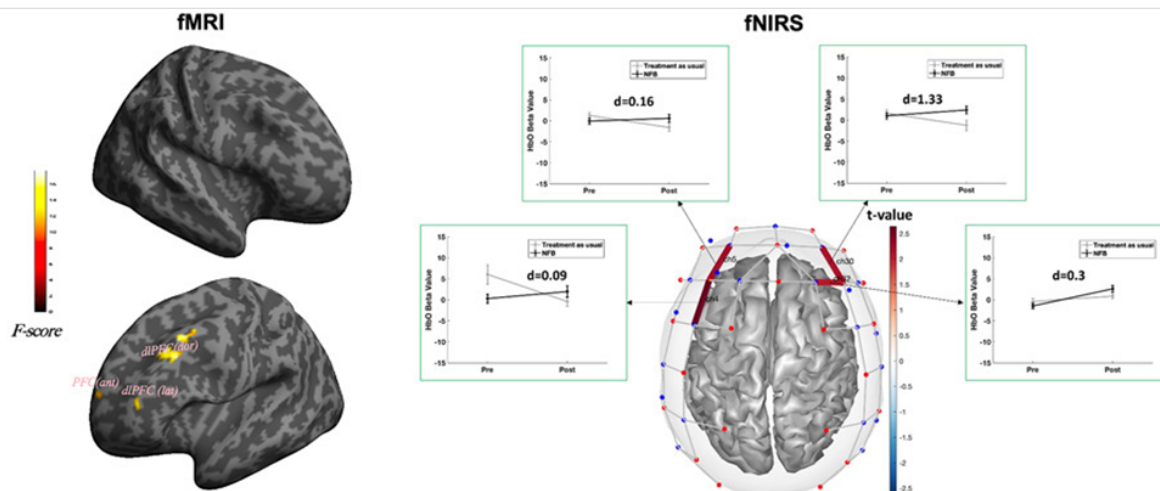 fMRI
fNIRS
15
10
5
0
-5
-10
-15
HbO Beta Value
Treatment as usual
NFB
d=0.16
Pre
Post
15
10
5
0
-5
-10
-15
HbO Beta Value
Treatment as usual
NFB
d=1.33
Pre
Post
F-score
15
10
5
0
-5
-10
-15
HbO Beta Value
Treatment as usual
NFB
d=0.09
Pre
Post
t-value
2.5
2
1.5
1
0.5
0
-0.5
-1
-1.5
-2
-2.5
ch5
ch30
15
10
5
0
-5
-10
-15
HbO Beta Value
Treatment as usual
NFB
d=0.3
Pre
Post
PFC(ant)
dlPFC (lat)